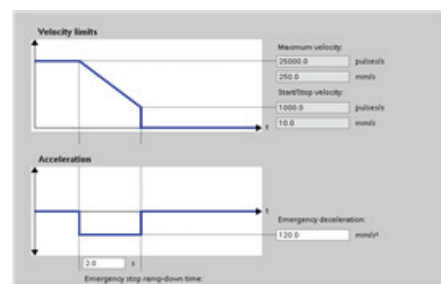 Velocity limits
Maximum velocity:
25000.0 pulses/s
250.0 mm/s
Start/Stop velocity:
1000.0 pulses/s
10.0 mm/s
t
Acceleration
t
Emergency deceleration:
120.0 mm/s²
2.0 s
Emergency stop ramp-down time: